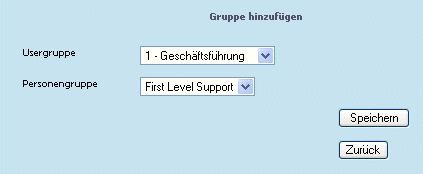 Gruppe hinzufügen
Usergruppe 1 - Geschäftsführung
Personengruppe First Level Support
Speichern
Zurück